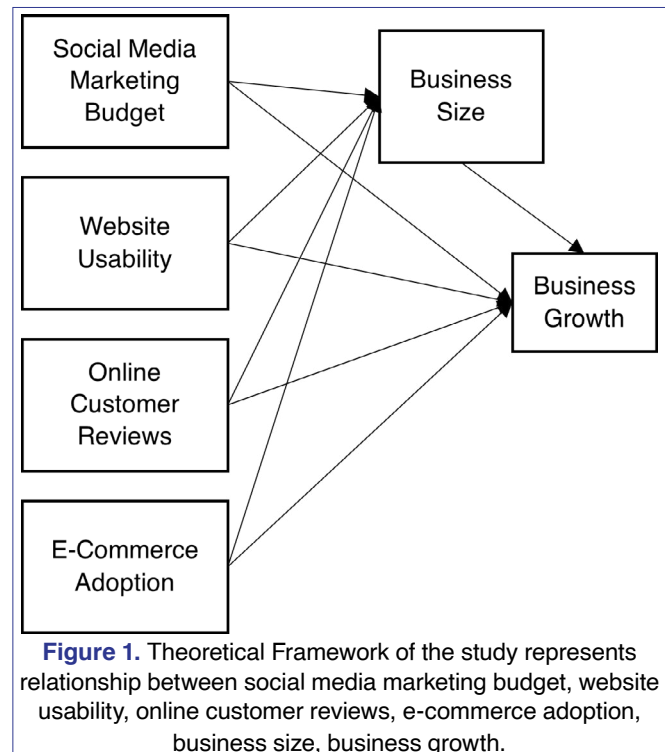 Social Media
Marketing
Budget
Business
Size
Website
Usability
Business
Growth
Online
Customer
Reviews
E-Commerce
Adoption
Figure 1. Theoretical Framework of the study represents
relationship between social media marketing budget, website
usability, online customer reviews, e-commerce adoption,
business size, business growth.